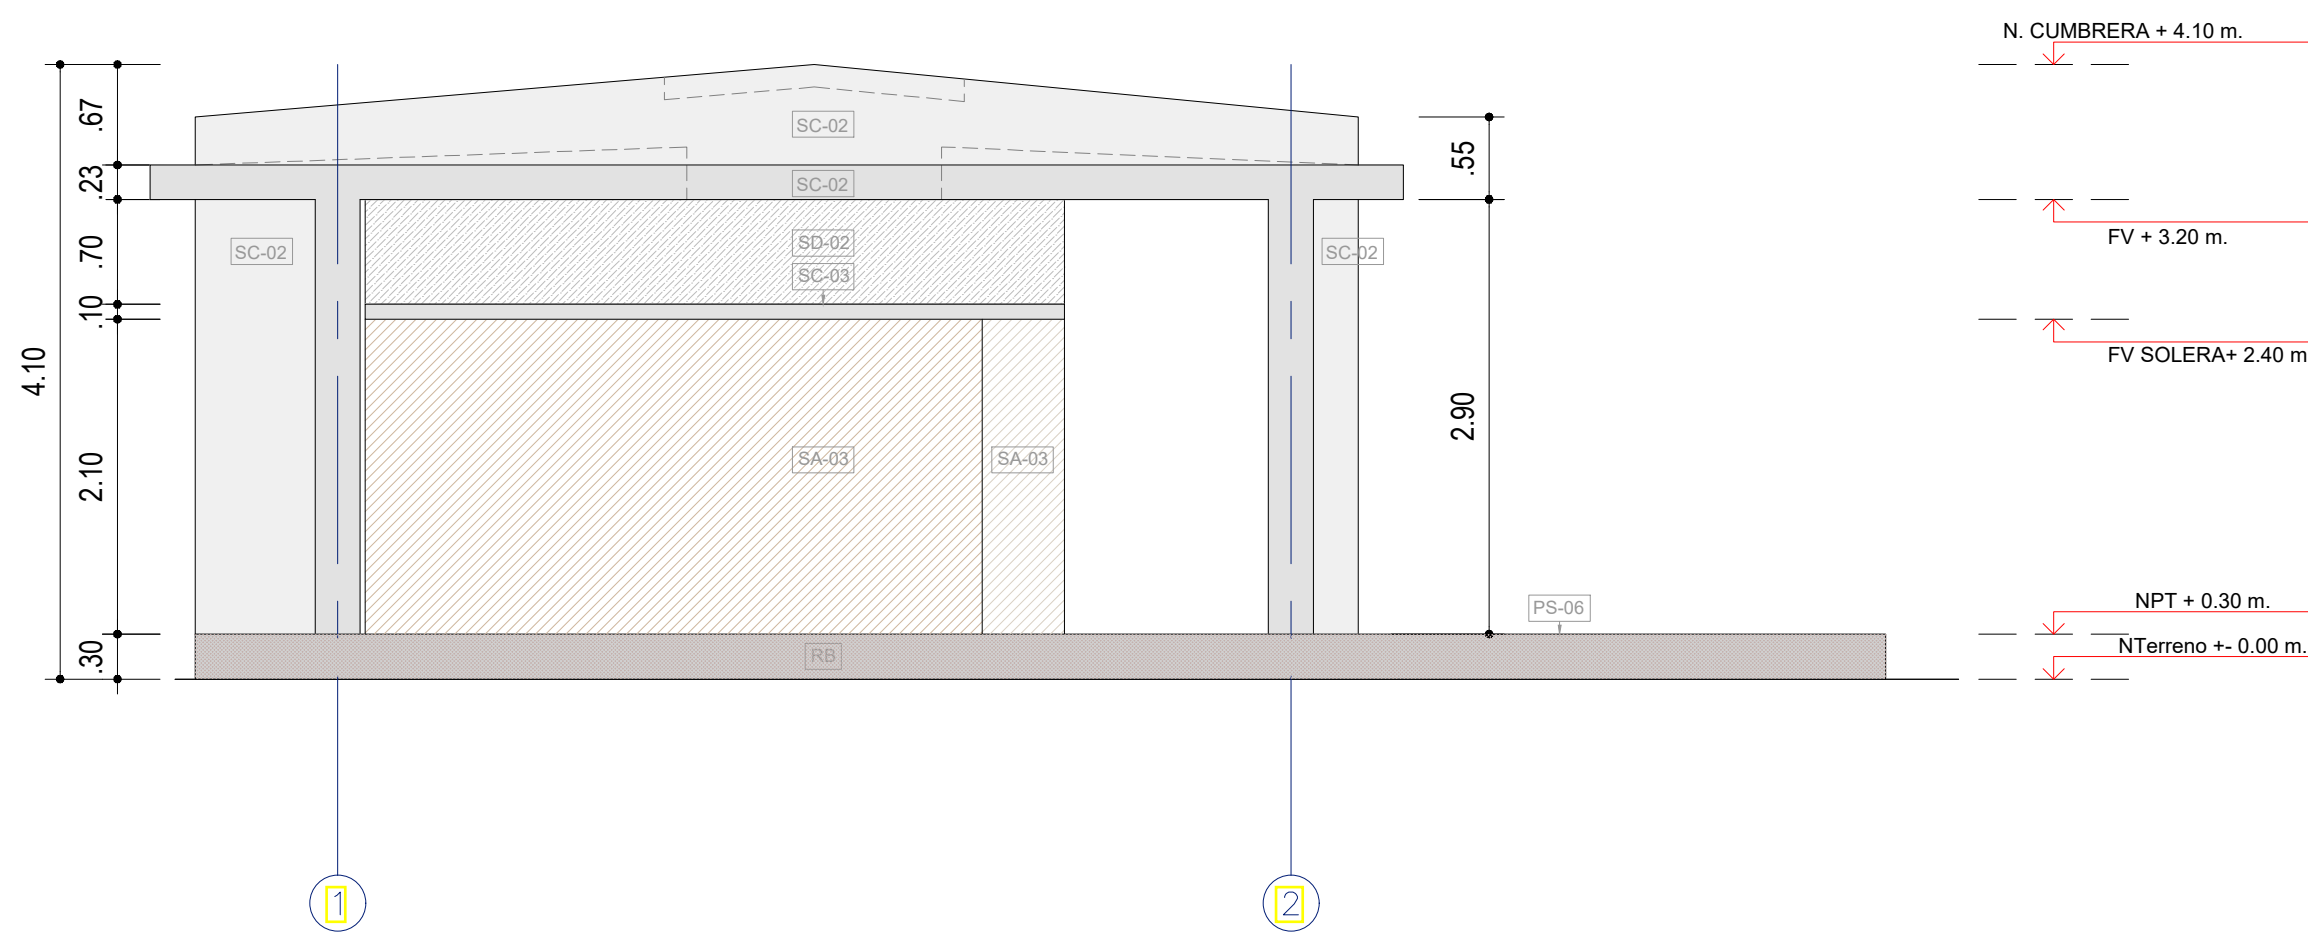 N. CUMBRERA + 4.10 m.
.67
SC-02
.55
.23
SC-02
FV + 3.20 m.
.70
SC-02
SD-02
SC-02
SC-03
.10
FV SOLERA+ 2.40 m
4.10
2.90
2.10
SA-03
SA-03
PS-06
NPT + 0.30 m.
.30
RB
NTerreno +- 0.00 m.
1
2